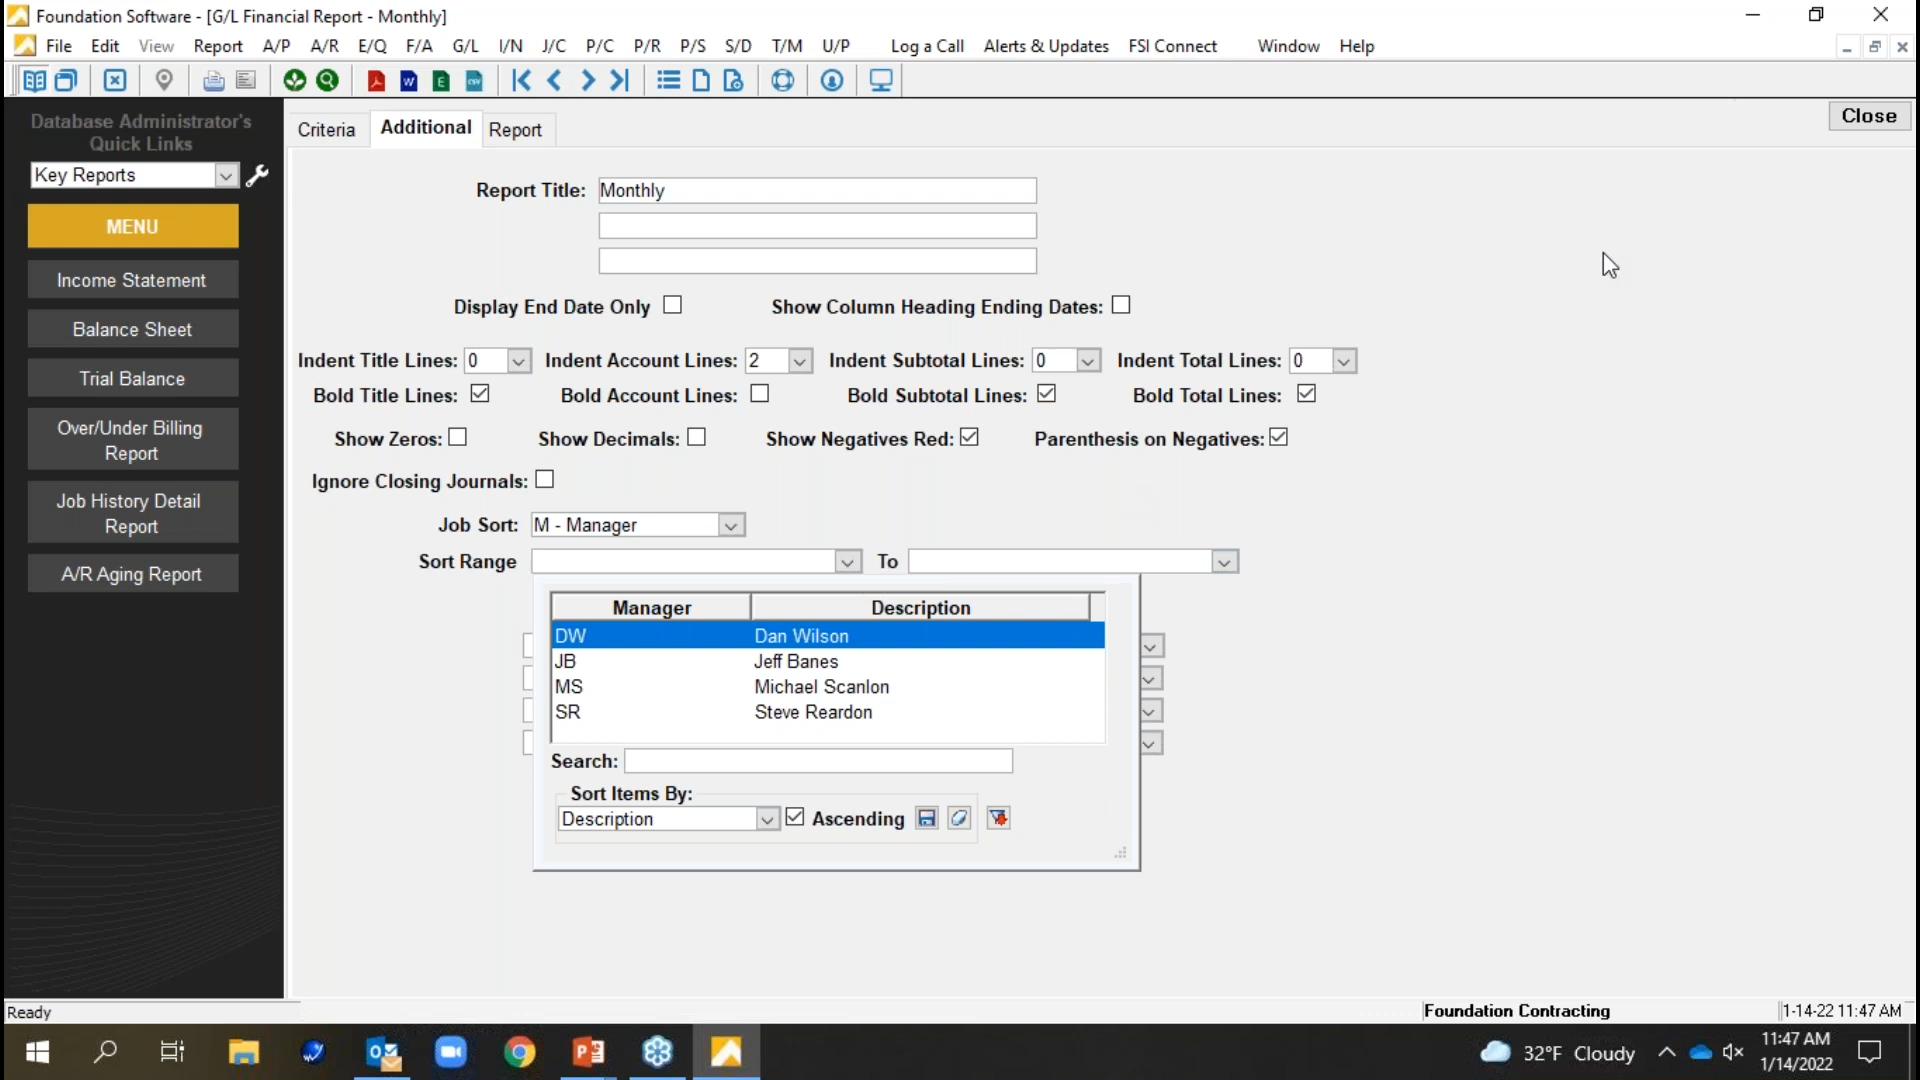 Foundation Software - [G/L Financial Report - Monthly]
File Edit View Report A/P A/R E/Q F/A G/L I/N J/C P/C P/R P/S S/D T/M U/P Log a Call Alerts & Updates FSI Connect Window Help
Database Administrator's
Quick Links
Key Reports
MENU
Income Statement
Balance Sheet
Trial Balance
Over/Under Billing
Report
Job History Detail
Report
A/R Aging Report
Criteria Additional Report
Close
Report Title: Monthly
Display End Date Only Show Column Heading Ending Dates:
Indent Title Lines: 0 Indent Account Lines: 2 Indent Subtotal Lines: 0 Indent Total Lines: 0
Bold Title Lines: Bold Account Lines: Bold Subtotal Lines: Bold Total Lines:
Show Zeros: Show Decimals: Show Negatives Red: Parenthesis on Negatives:
Ignore Closing Journals:
Job Sort: M - Manager
Sort Range To
Manager Description
DW Dan Wilson
JB Jeff Banes
MS Michael Scanlon
SR Steve Reardon
Search:
Sort Items By:
Description Ascending
Ready Foundation Contracting 1-14-22 11:47 AM
32°F Cloudy
11:47 AM
1/14/2022